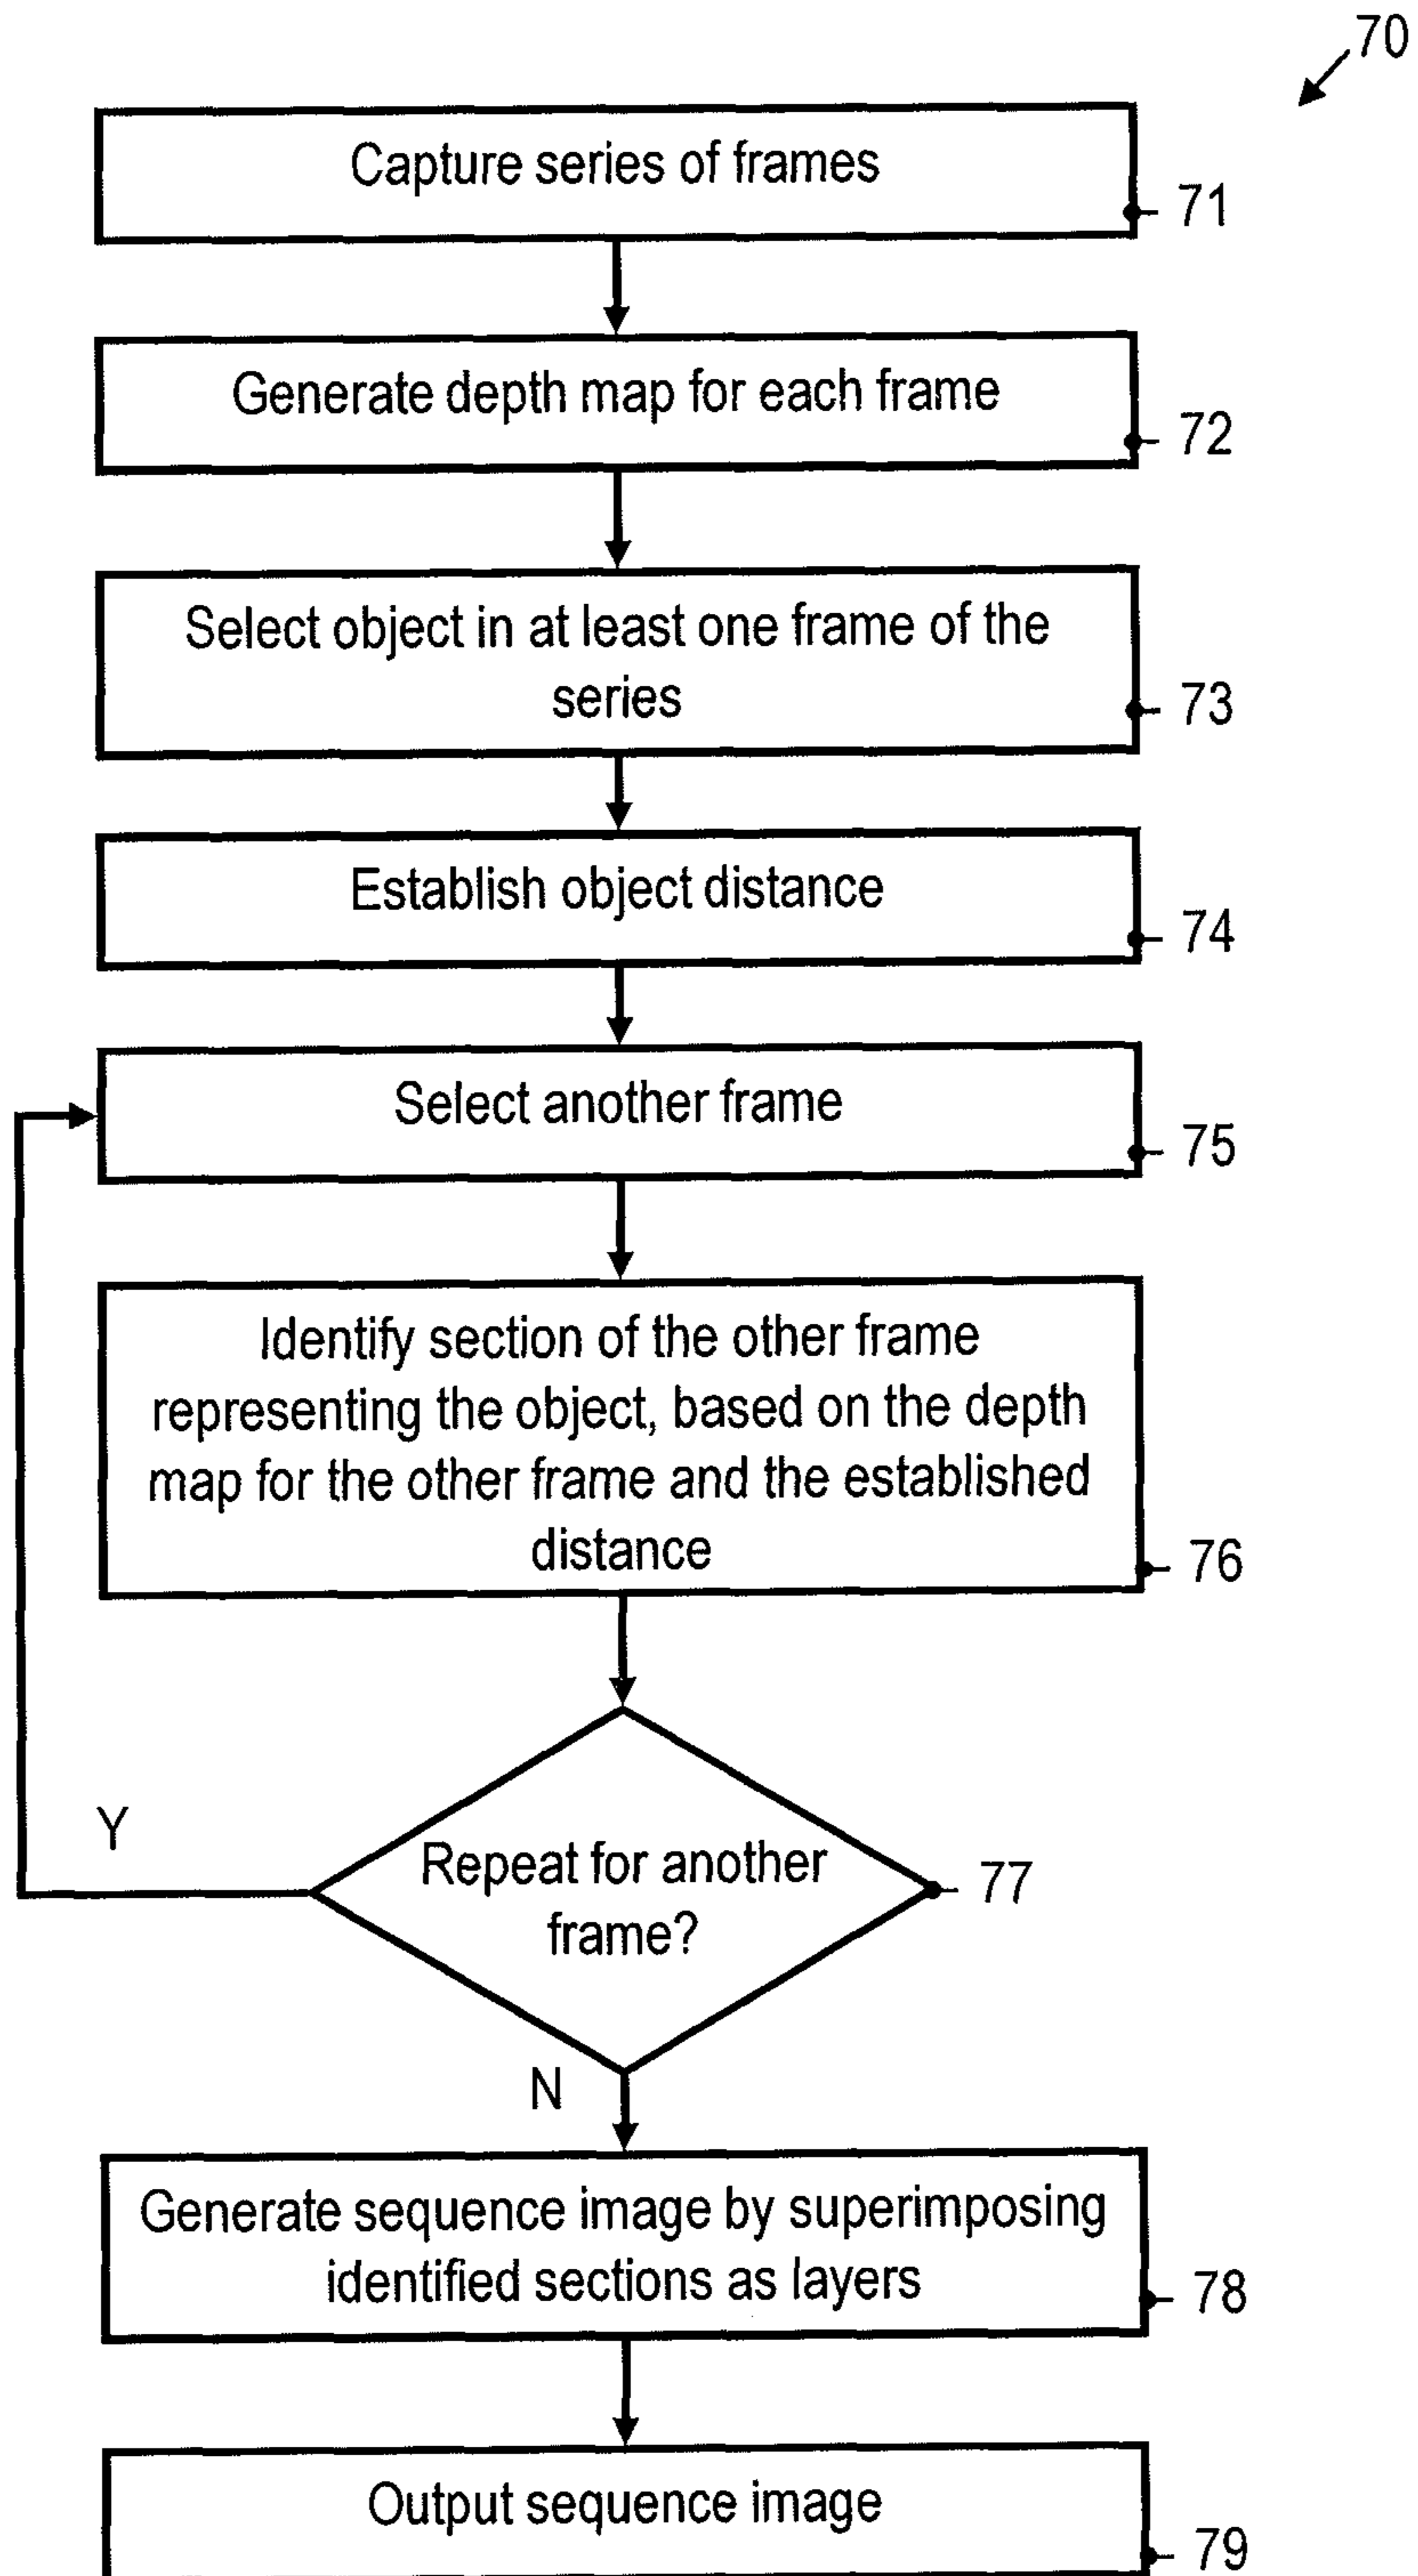 70
Capture series of frames
71
Generate depth map for each frame
72
Select object in at least one frame of the
series
73
Establish object distance
74
Select another frame
75
Identify section of the other frame
representing the object, based on the depth
map for the other frame and the established
distance
76
Y
Repeat for another
frame?
77
N
Generate sequence image by superimposing
identified sections as layers
78
Output sequence image
79